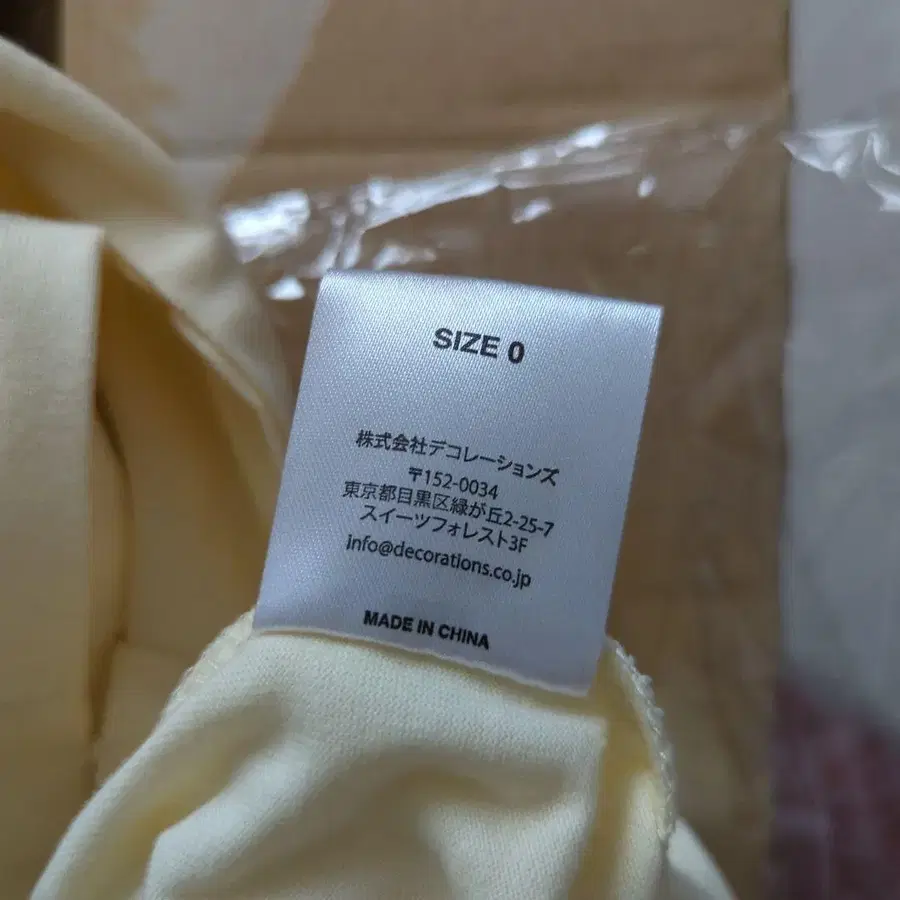 SIZE 0
株式会社デコレーションズ
〒152-0034
東京都目黒区緑が丘2-25-7
スイーツフォレスト3F
info@decorations.co.jp
MADE IN CHINA